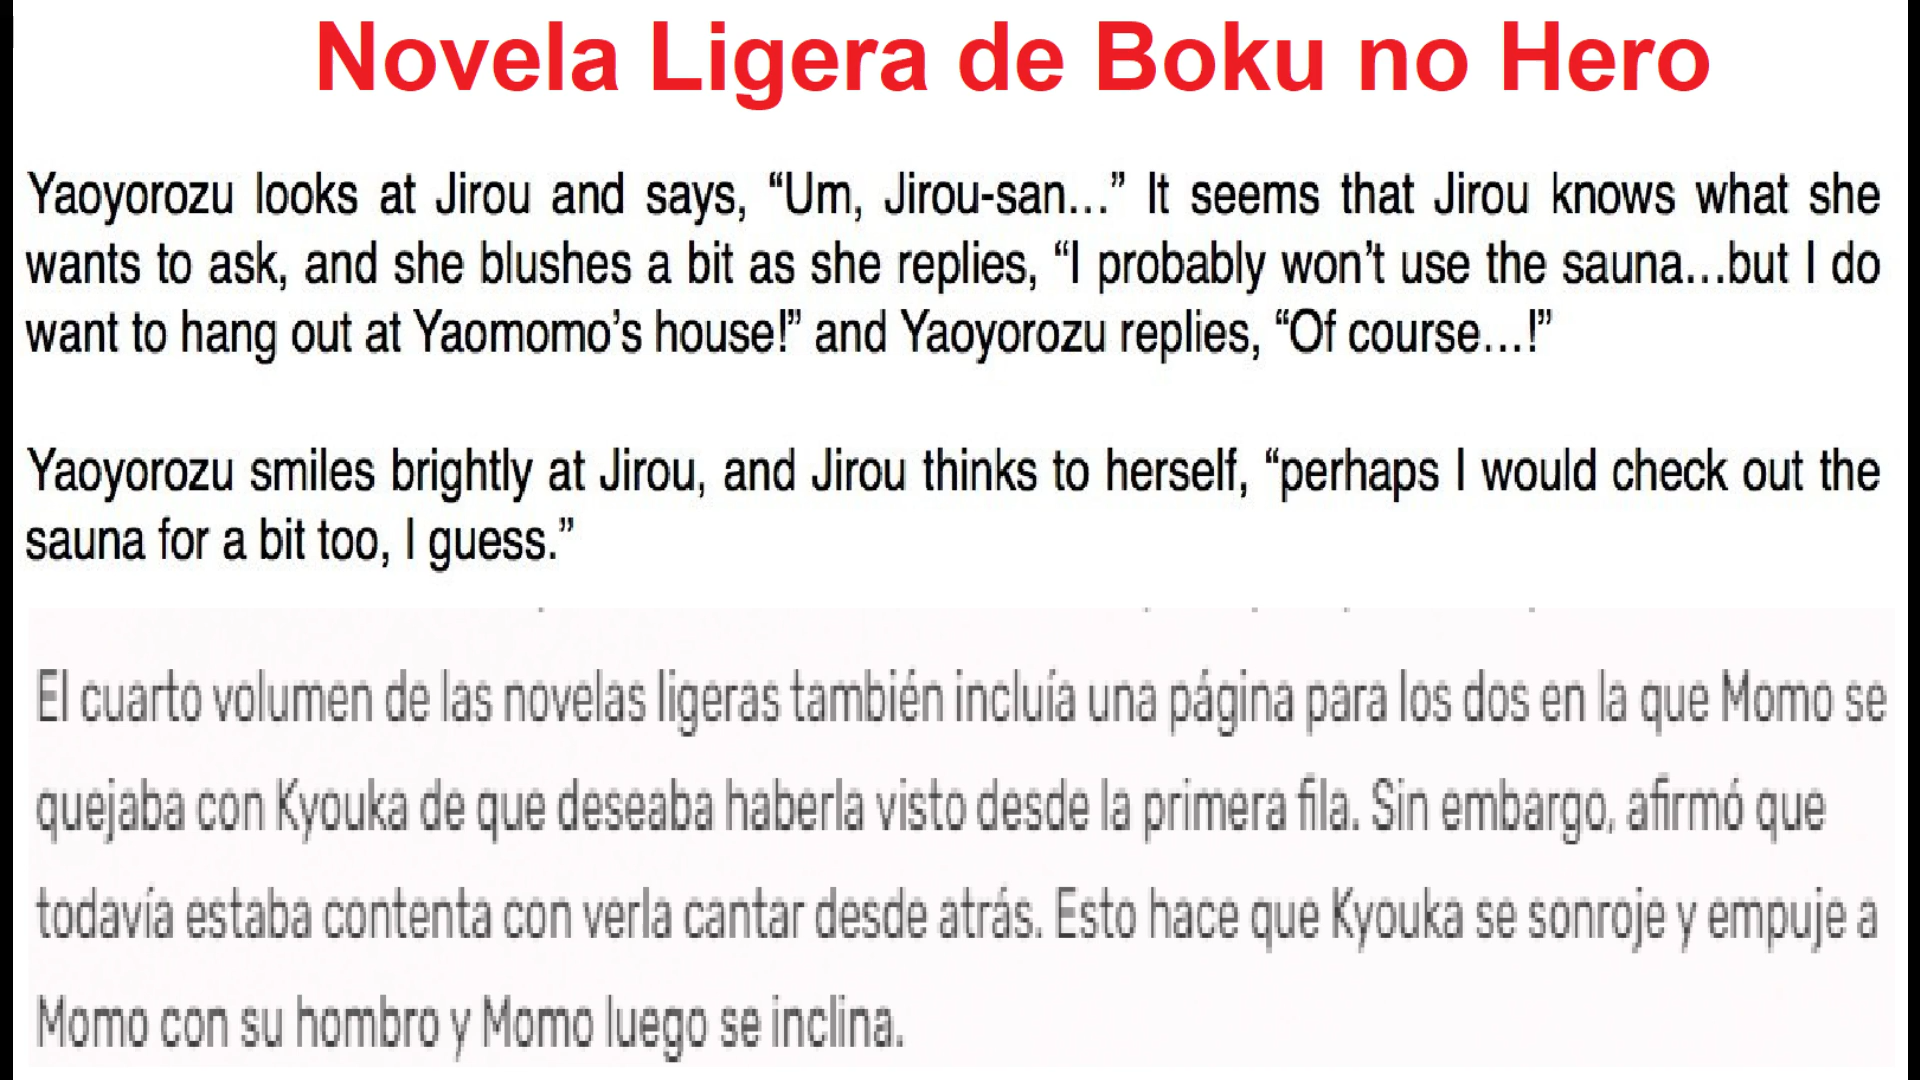 Novela Ligera de Boku no Hero
Yaoyorozu looks at Jirou and says, “Um, Jirou-san…” It seems that Jirou knows what she
wants to ask, and she blushes a bit as she replies, “I probably won’t use the sauna…but I do
want to hang out at Yaomomo’s house!” and Yaoyorozu replies, “Of course…!”
Yaoyorozu smiles brightly at Jirou, and Jirou thinks to herself, “perhaps I would check out the
sauna for a bit too, I guess.”
El cuarto volumen de las novelas ligeras también incluía una página para los dos en la que Momo se
quejaba con Kyouka de que deseaba haberla visto desde la primera fila. Sin embargo, afirmó que
todavía estaba contenta con verla cantar desde atrás. Esto hace que Kyouka se sonroje y empuje a
Momo con su hombro y Momo luego se inclina.